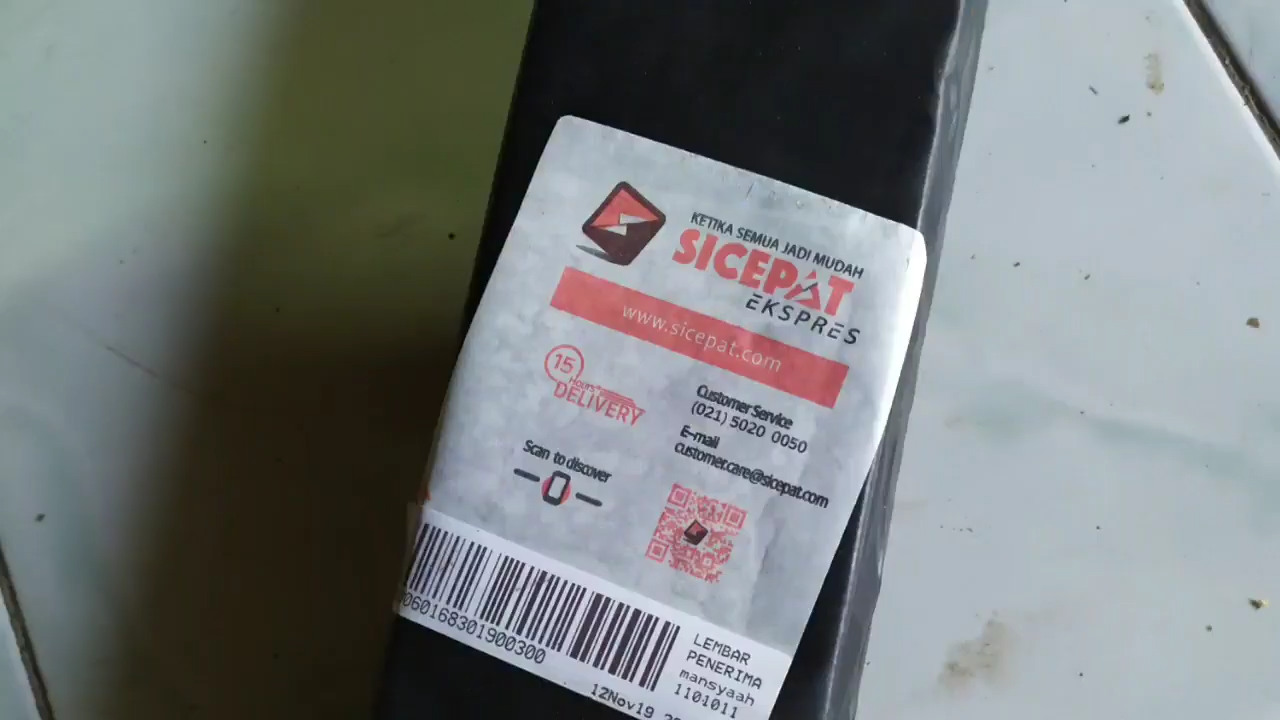 KETIKA SEMUA JADI MUDAH
SICEPAT
EKSPRES
www.sicepat.com
15
Hours
DELIVERY
Customer Service
(021) 5020 0050
E-mail
customer.care@sicepat.com
Scan to discover
060168301900300
LEMBAR
PENERIMA
mansyaah
1101011
12Nov19